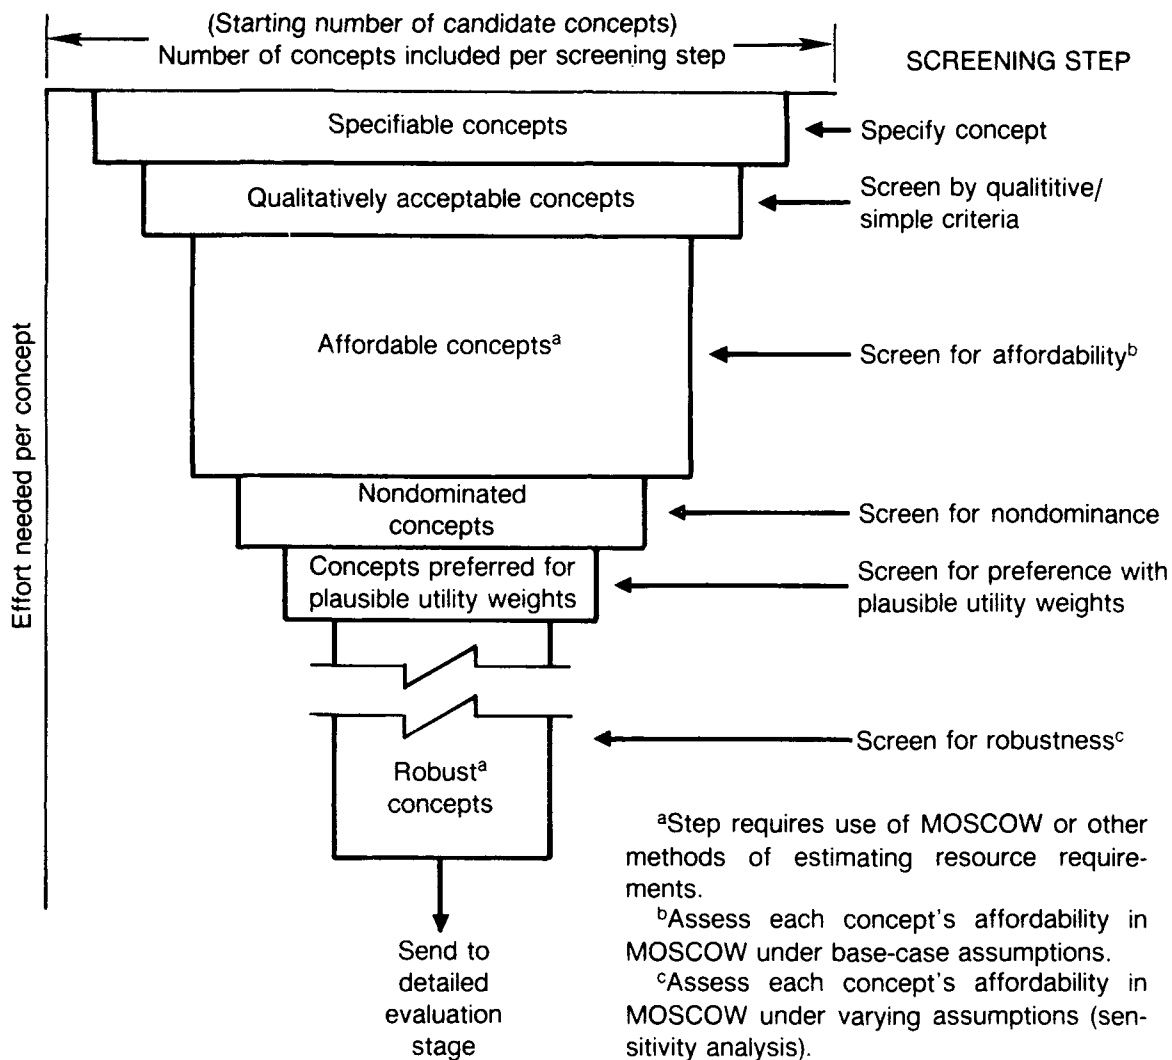 (Starting number of candidate concepts)
Number of concepts included per screening step
SCREENING STEP
Effort needed per concept
Specifiable concepts
Specify concept
Qualitatively acceptable concepts
Screen by qualititive/
simple criteria
Affordable conceptsᵃ
Screen for affordabilityᵇ
Nondominated
concepts
Screen for nondominance
Concepts preferred for
plausible utility weights
Screen for preference with
plausible utility weights
Screen for robustnessᶜ
Robustᵃ
concepts
Send to
detailed
evaluation
stage
ᵃStep requires use of MOSCOW or other
methods of estimating resource require-
ments.
ᵇAssess each concept's affordability in
MOSCOW under base-case assumptions.
ᶜAssess each concept's affordability in
MOSCOW under varying assumptions (sen-
sitivity analysis).